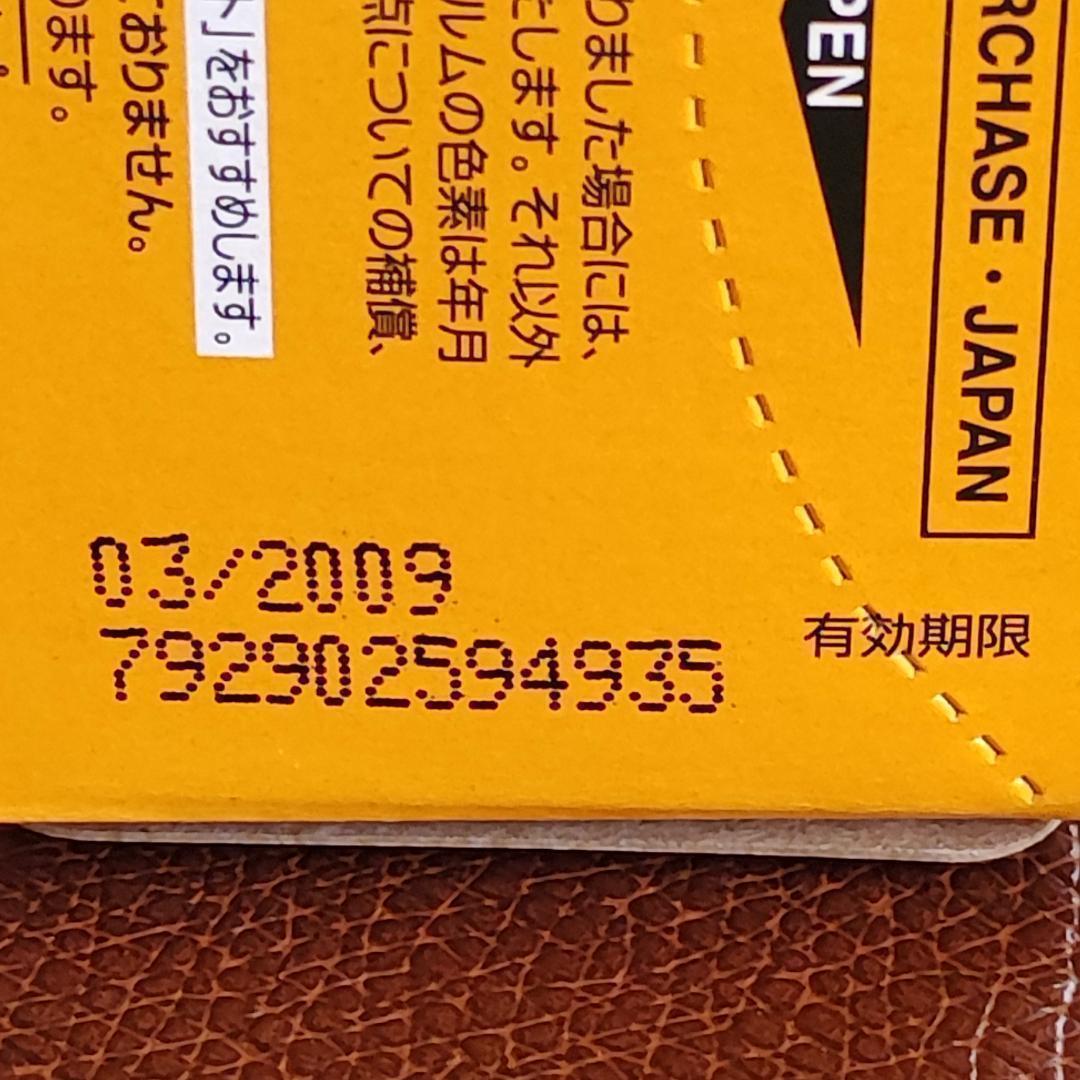 りました場合には、
たします。それ以外
ルムの色素は年月
点についての補償、
ト」をおすすめします。
ておりません。
ります。
PEN
RCHASE・JAPAN
03/2009
792902594935
有効期限